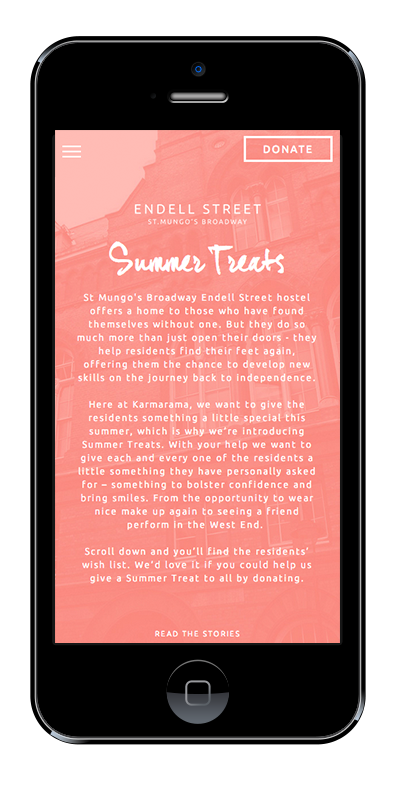 DONATE
ENDELL STREET
ST.MUNGO'S BROADWAY
Summer Treats
St Mungo's Broadway Endell Street hostel
offers a home to those who have found
themselves without one. But they do so
much more than just open their doors - they
help residents find their feet again,
offering them the chance to develop new
skills on the journey back to independence.
Here at Karmarama, we want to give the
residents something a little special this
summer, which is why we're introducing
Summer Treats. With your help we want to
give each and every one of the residents a
little something they have personally asked
for – something to bolster confidence and
bring smiles. From the opportunity to wear
nice make up again to seeing a friend
perform in the West End.
Scroll down and you'll find the residents'
wish list. We'd love it if you could help us
give a Summer Treat to all by donating.
READ THE STORIES